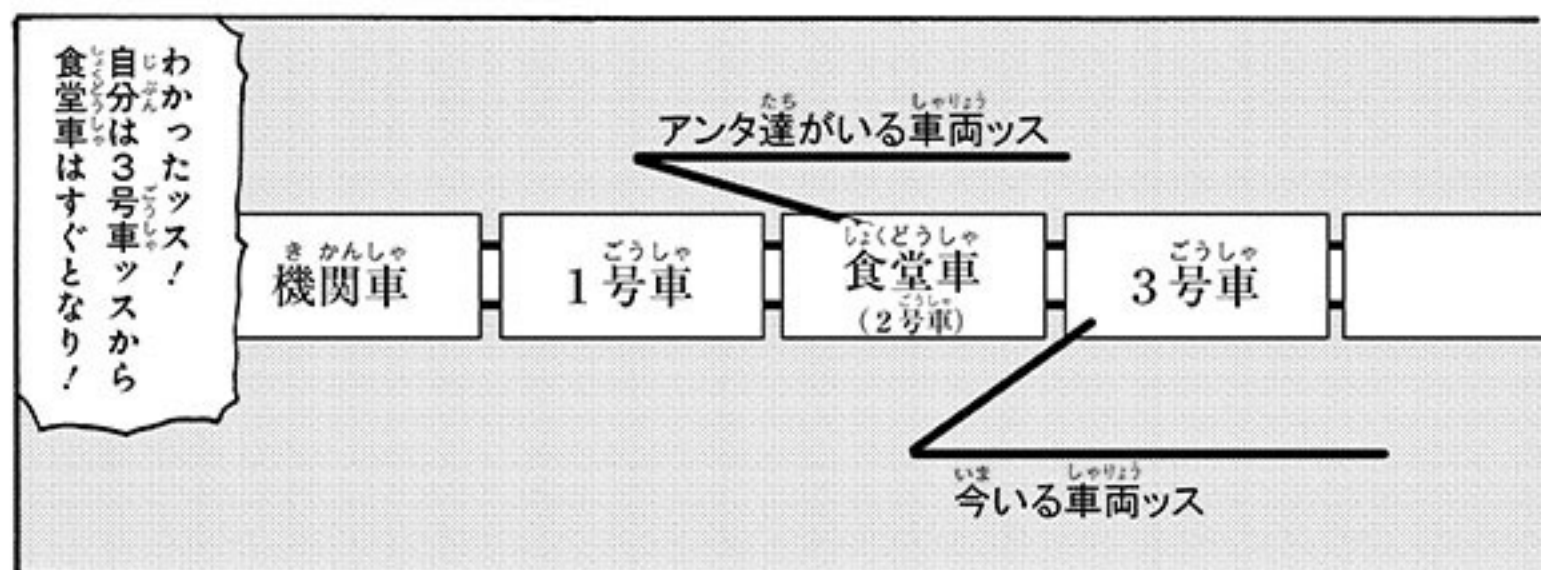 わかったッス！
自分は３号車ッスから
食堂車はすぐとなり！
アンタ達がいる車両ッス
機関車
1号車
食堂車
(2号車)
3号車
今いる車両ッス